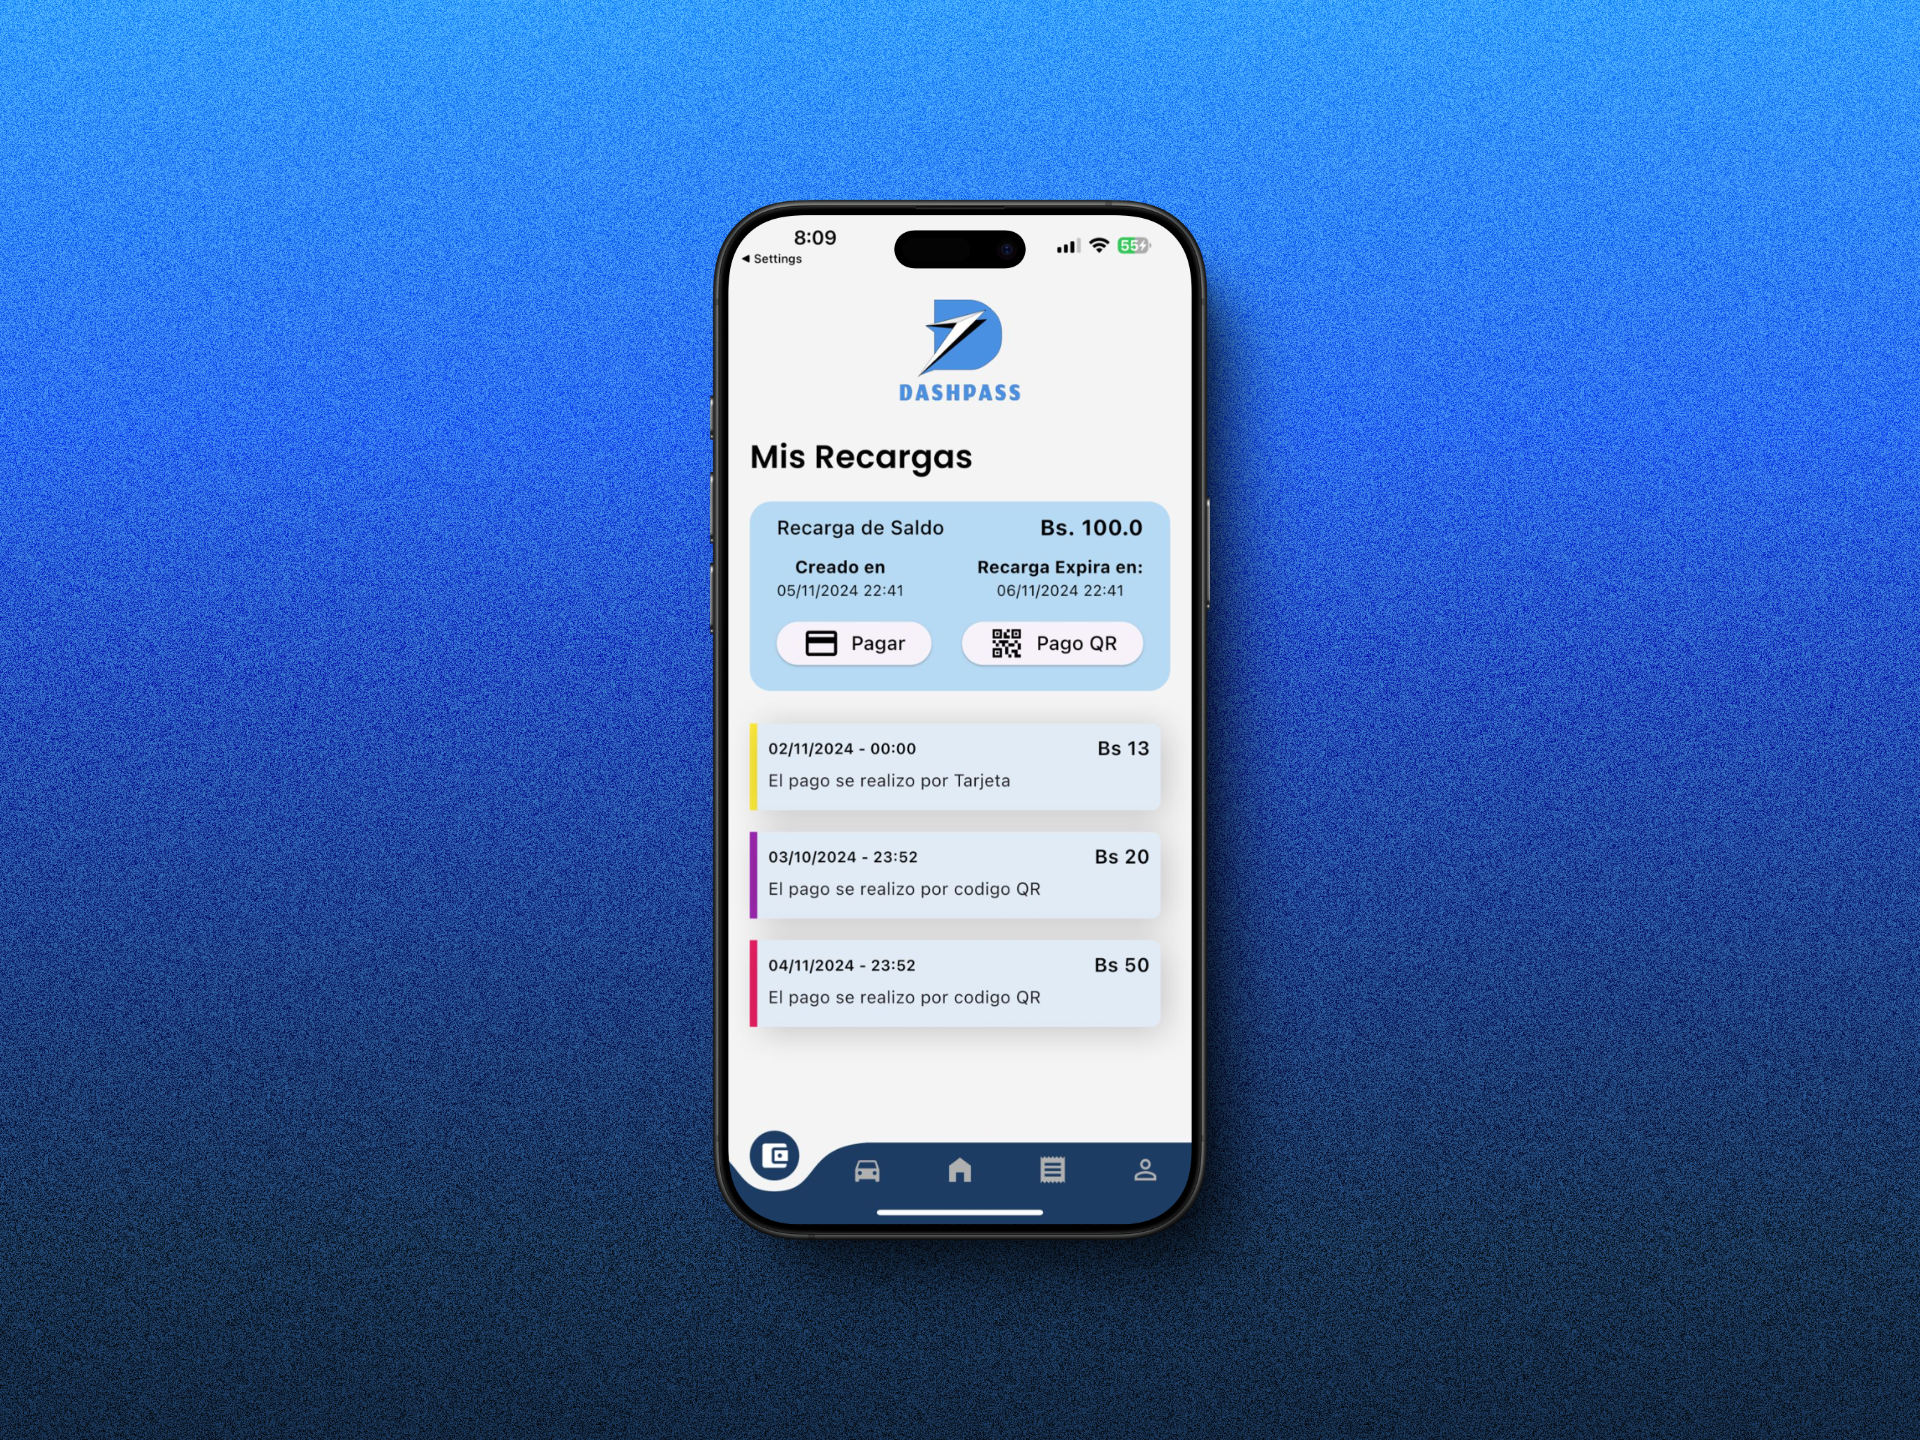 8:09
◀ Settings
55
DASHPASS
Mis Recargas
Recarga de Saldo Bs. 100.0
Creado en Recarga Expira en:
05/11/2024 22:41 06/11/2024 22:41
Pagar Pago QR
02/11/2024 - 00:00 Bs 13
El pago se realizo por Tarjeta
03/10/2024 - 23:52 Bs 20
El pago se realizo por codigo QR
04/11/2024 - 23:52 Bs 50
El pago se realizo por codigo QR